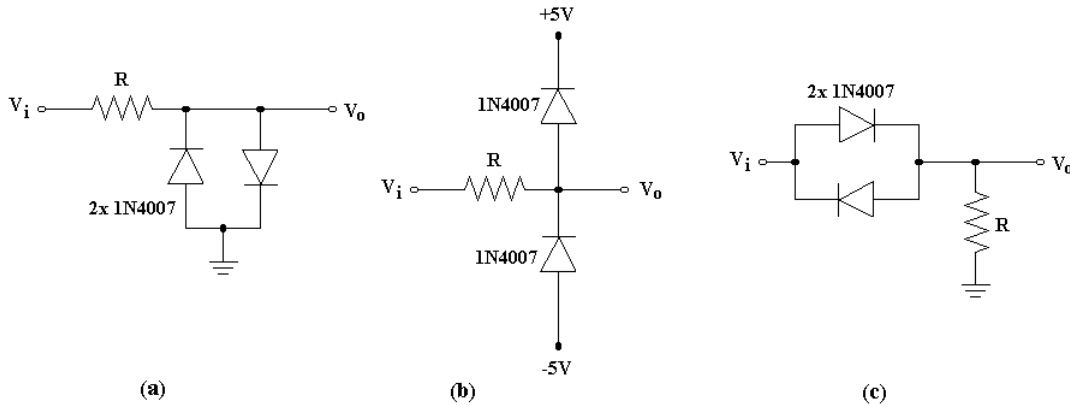 R
Vi
Vo
2x 1N4007
(a)
+5V
1N4007
R
Vi
Vo
1N4007
-5V
(b)
2x 1N4007
Vi
Vo
R
(c)